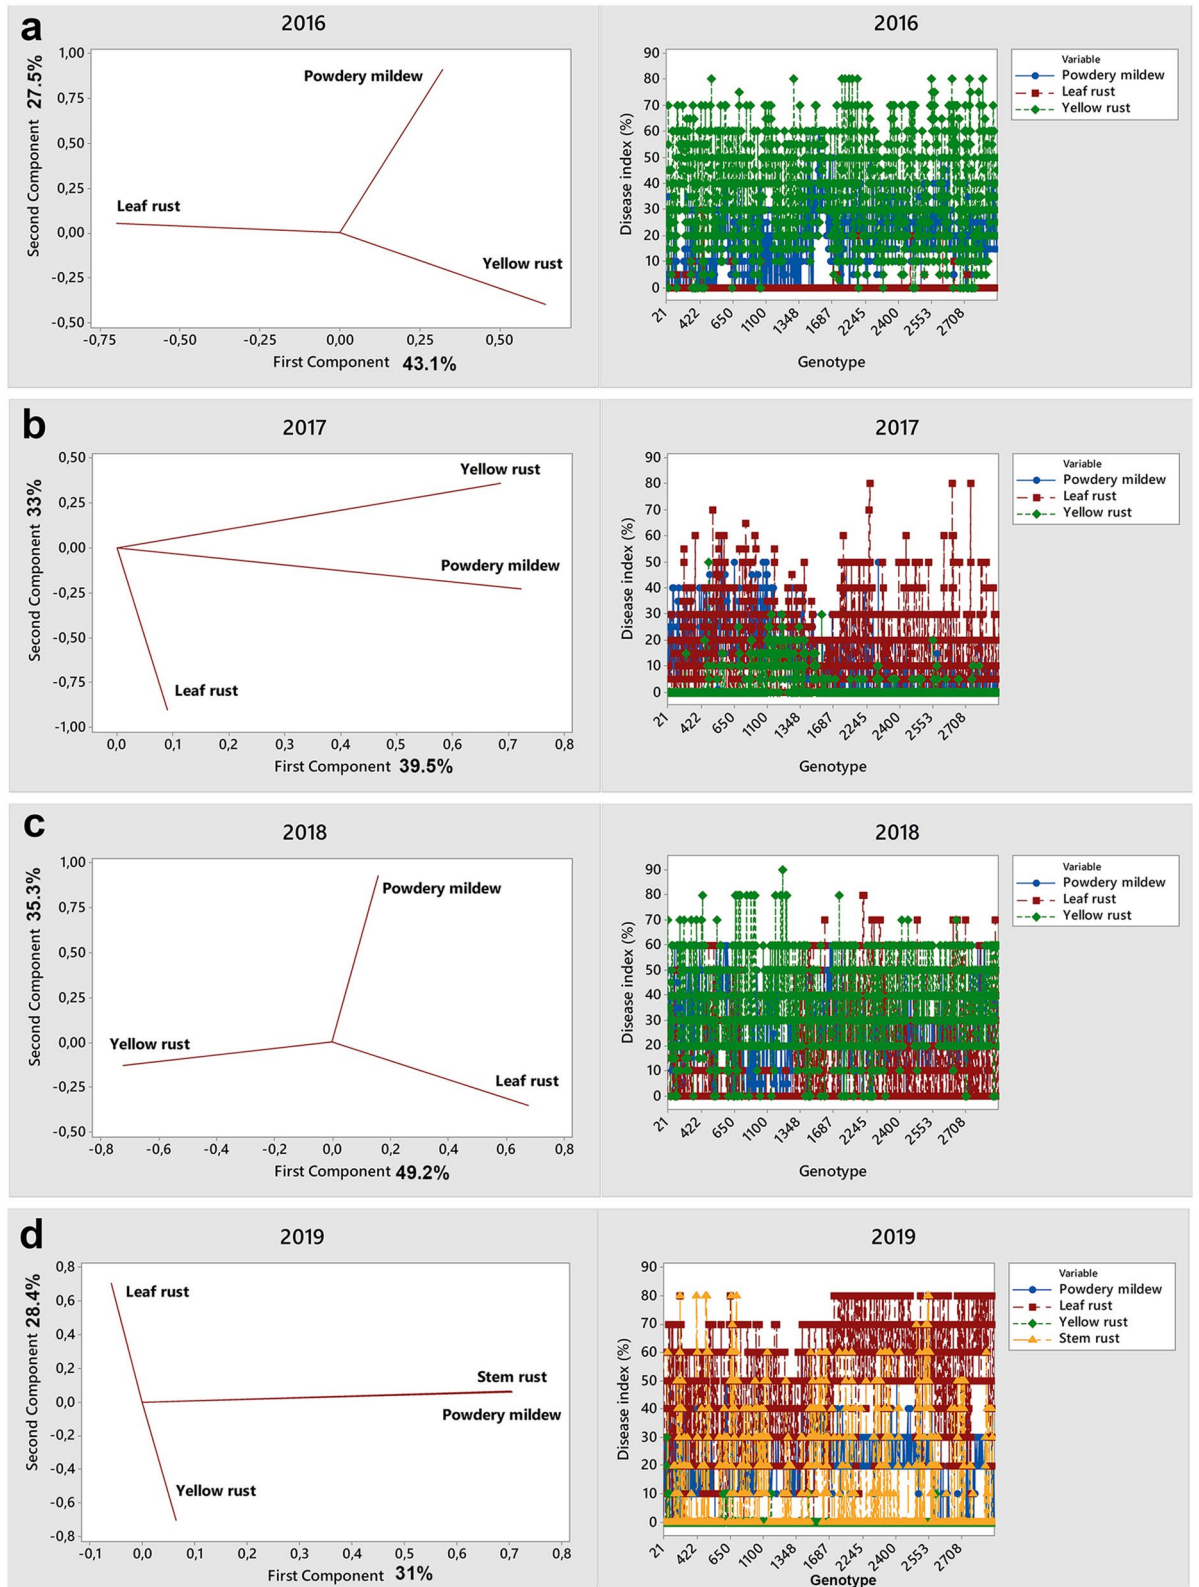 a
2016
Second Component 27.5%
1,00
0,75
0,50
0,25
0,00
-0,25
-0,50
Powdery mildew
Leaf rust
Yellow rust
-0,75 -0,50 -0,25 0,00 0,25 0,50
First Component 43.1%
2016
Disease index (%)
90
80
70
60
50
40
30
20
10
0
21 422 650 1100 1348 1687 2245 2400 2553 2708
Genotype
Variable
Powdery mildew
Leaf rust
Yellow rust
b
2017
Second Component 33%
0,50
0,25
0,00
-0,25
-0,50
-0,75
-1,00
Yellow rust
Powdery mildew
Leaf rust
0,0 0,1 0,2 0,3 0,4 0,5 0,6 0,7 0,8
First Component 39.5%
2017
Disease index (%)
90
80
70
60
50
40
30
20
10
0
21 422 650 1100 1348 1687 2245 2400 2553 2708
Genotype
Variable
Powdery mildew
Leaf rust
Yellow rust
c
2018
Second Component 35.3%
1,00
0,75
0,50
0,25
0,00
-0,25
-0,50
Powdery mildew
Yellow rust
Leaf rust
-0,8 -0,6 -0,4 -0,2 0,0 0,2 0,4 0,6 0,8
First Component 49.2%
2018
Disease index (%)
90
80
70
60
50
40
30
20
10
0
21 422 650 1100 1348 1687 2245 2400 2553 2708
Genotype
Variable
Powdery mildew
Leaf rust
Yellow rust
d
2019
Second Component 28.4%
0,8
0,6
0,4
0,2
0,0
-0,2
-0,4
-0,6
-0,8
Leaf rust
Stem rust
Powdery mildew
Yellow rust
-0,1 0,0 0,1 0,2 0,3 0,4 0,5 0,6 0,7 0,8
First Component 31%
2019
Disease index (%)
90
80
70
60
50
40
30
20
10
0
21 422 650 1100 1348 1687 2245 2400 2553 2708
Genotype
Variable
Powdery mildew
Leaf rust
Yellow rust
Stem rust